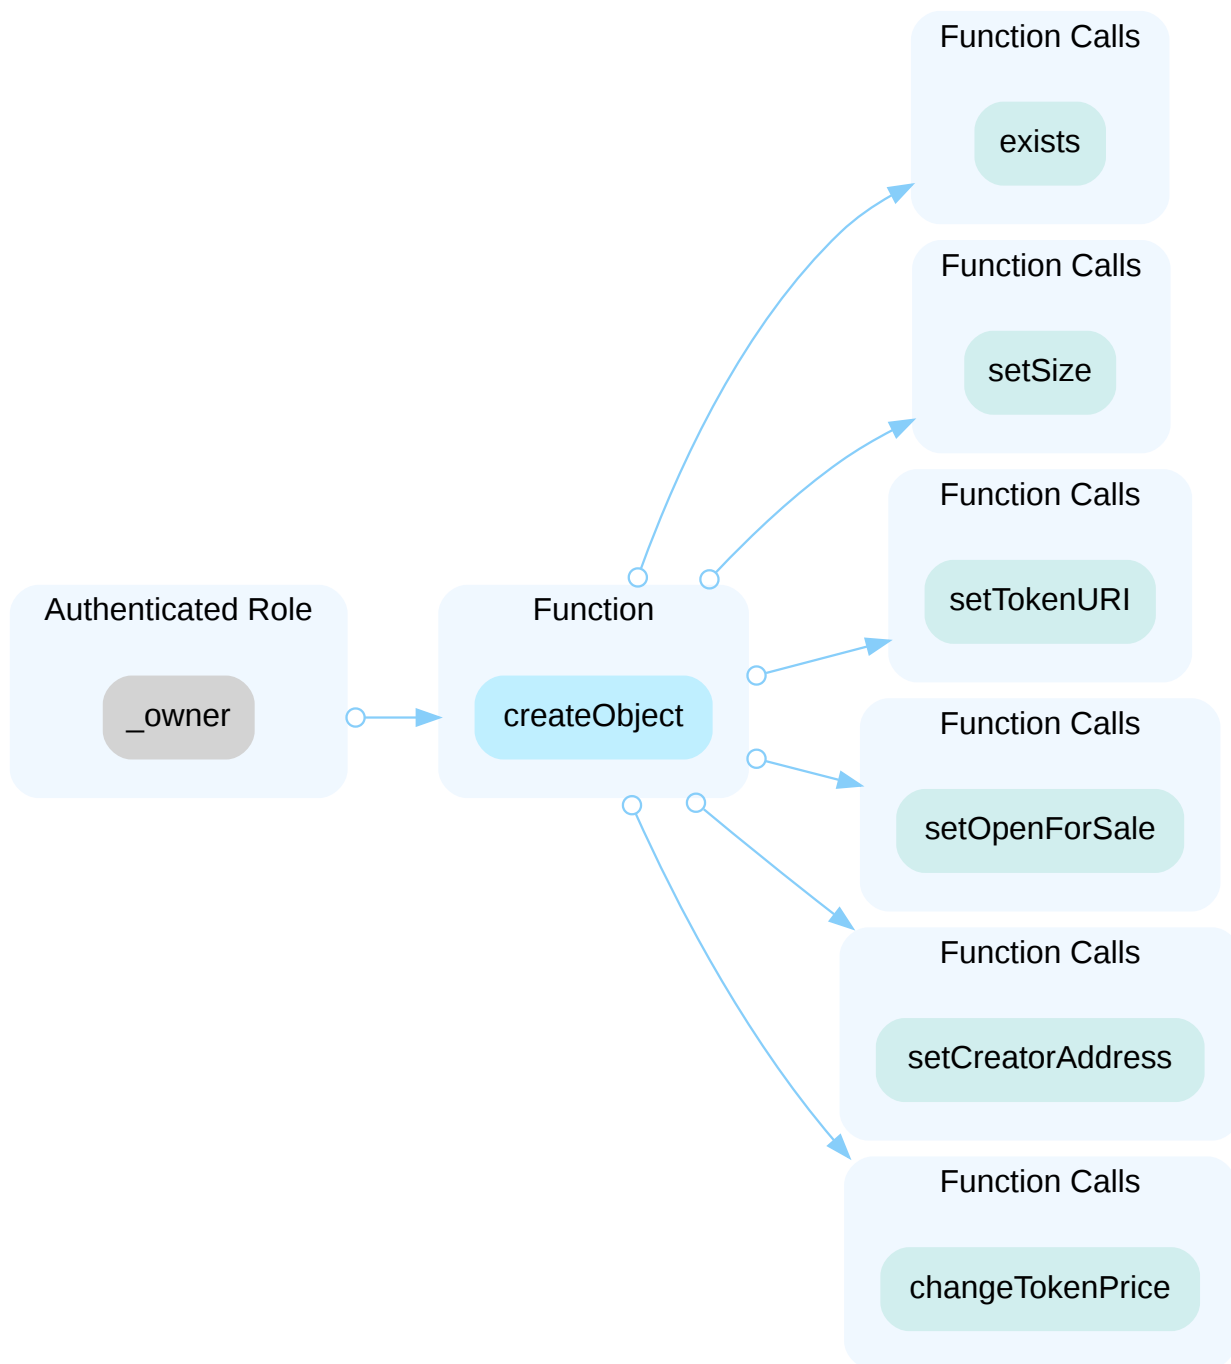 Function Calls
exists
Function Calls
setSize
Function Calls
setTokenURI
Authenticated Role
_owner
Function
createObject
Function Calls
setOpenForSale
Function Calls
setCreatorAddress
Function Calls
changeTokenPrice